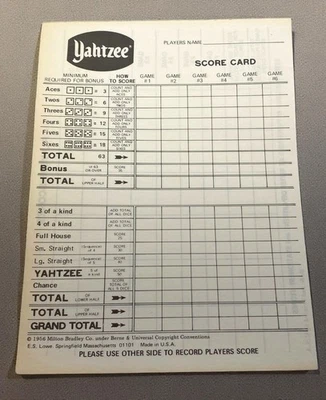 Yahtzee
PLAYERS NAME
SCORE CARD
MINIMUM REQUIRED FOR BONUS HOW TO SCORE GAME #1 GAME #2 GAME #3 GAME #4 GAME #5 GAME #6
Aces = 3 COUNT AND ADD ONLY ACES
Twos = 6 COUNT AND ADD ONLY TWOS
Threes = 9 COUNT AND ADD ONLY THREES
Fours = 12 COUNT AND ADD ONLY FOURS
Fives = 15 COUNT AND ADD ONLY FIVES
Sixes = 18 COUNT AND ADD ONLY SIXES
TOTAL 63
Bonus IF 63 OR OVER SCORE 35
TOTAL OF UPPER HALF
3 of a kind ADD TOTAL OF ALL DICE
4 of a kind ADD TOTAL OF ALL DICE
Full House SCORE 25
Sm. Straight SCORE 30
Lg. Straight SCORE 40
YAHTZEE 5 of a kind SCORE 50
Chance SCORE TOTAL OF ALL 5 DICE
TOTAL OF LOWER HALF
TOTAL OF UPPER HALF
GRAND TOTAL
© 1956 Milton Bradley Co. under Berne & Universal Copyright Conventions
E.S. Lowe Springfield Massachusetts 01101 Made in U.S.A.
PLEASE USE OTHER SIDE TO RECORD PLAYERS SCORE